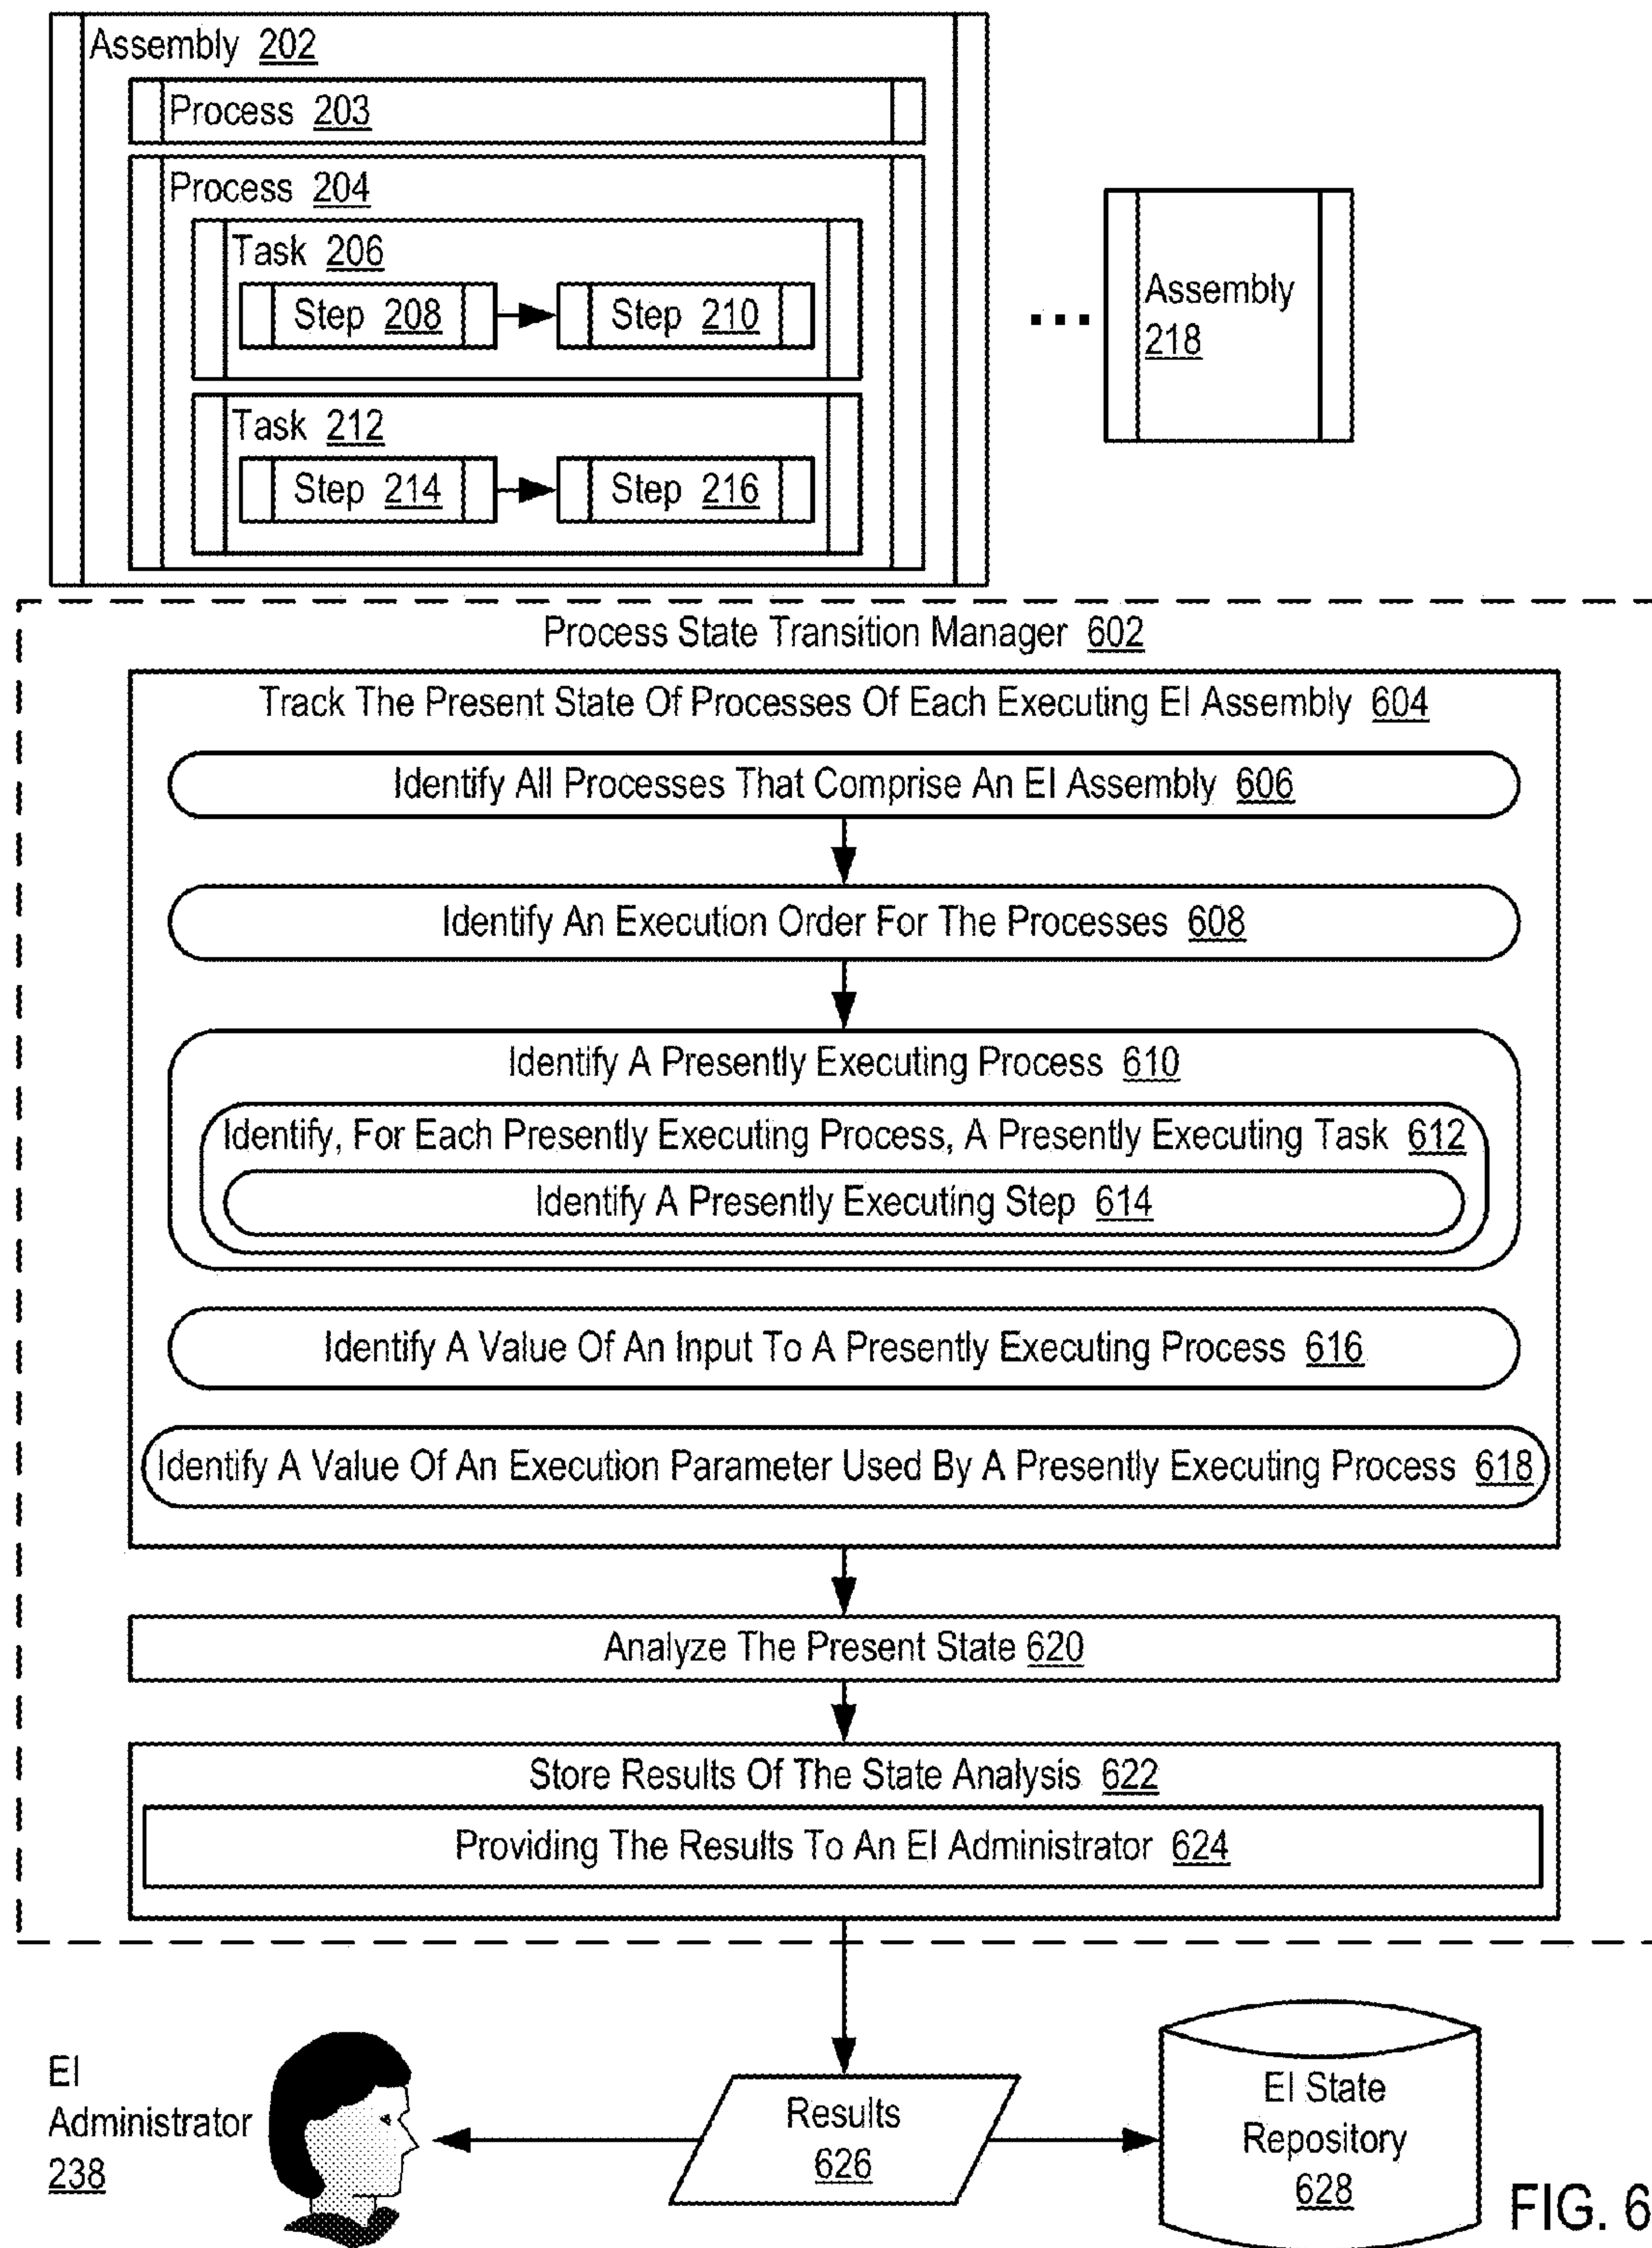 Assembly 202
Process 203
Process 204
Task 206
Step 208
Step 210
Task 212
Step 214
Step 216
...
Assembly
218
Process State Transition Manager 602
Track The Present State Of Processes Of Each Executing EI Assembly 604
Identify All Processes That Comprise An EI Assembly 606
Identify An Execution Order For The Processes 608
Identify A Presently Executing Process 610
Identify, For Each Presently Executing Process, A Presently Executing Task 612
Identify A Presently Executing Step 614
Identify A Value Of An Input To A Presently Executing Process 616
Identify A Value Of An Execution Parameter Used By A Presently Executing Process 618
Analyze The Present State 620
Store Results Of The State Analysis 622
Providing The Results To An EI Administrator 624
EI
Administrator
238
Results
626
EI State
Repository
628
FIG. 6